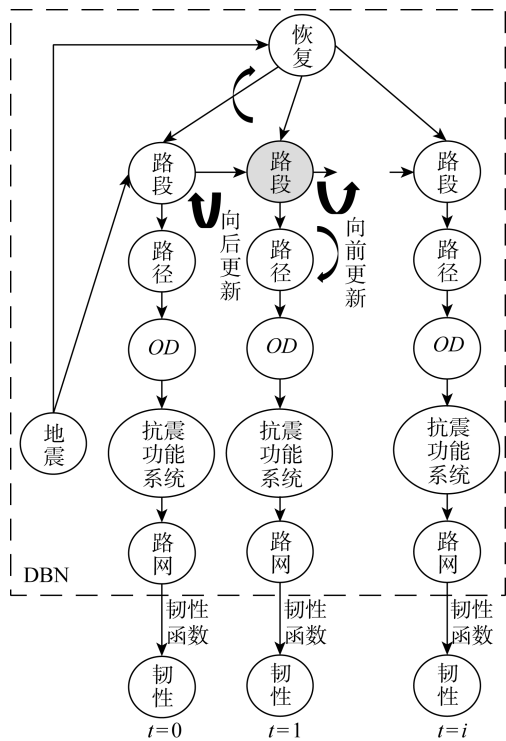 恢
复
路
段
路
段
路
段
向
后
更
新
向
前
更
新
路
径
路
径
路
径
OD
OD
OD
地
震
抗震
功能
系统
抗震
功能
系统
抗震
功能
系统
路
网
路
网
路
网
DBN
韧性
函数
韧性
函数
韧性
函数
韧
性
韧
性
韧
性
t=0
t=1
t=i